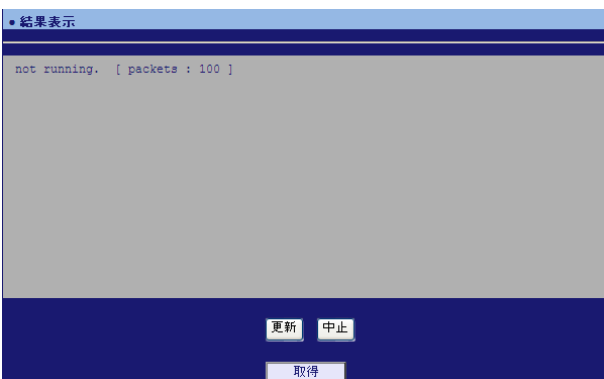 ●結果表示
not running. [ packets : 100 ]
更新 中止
取得